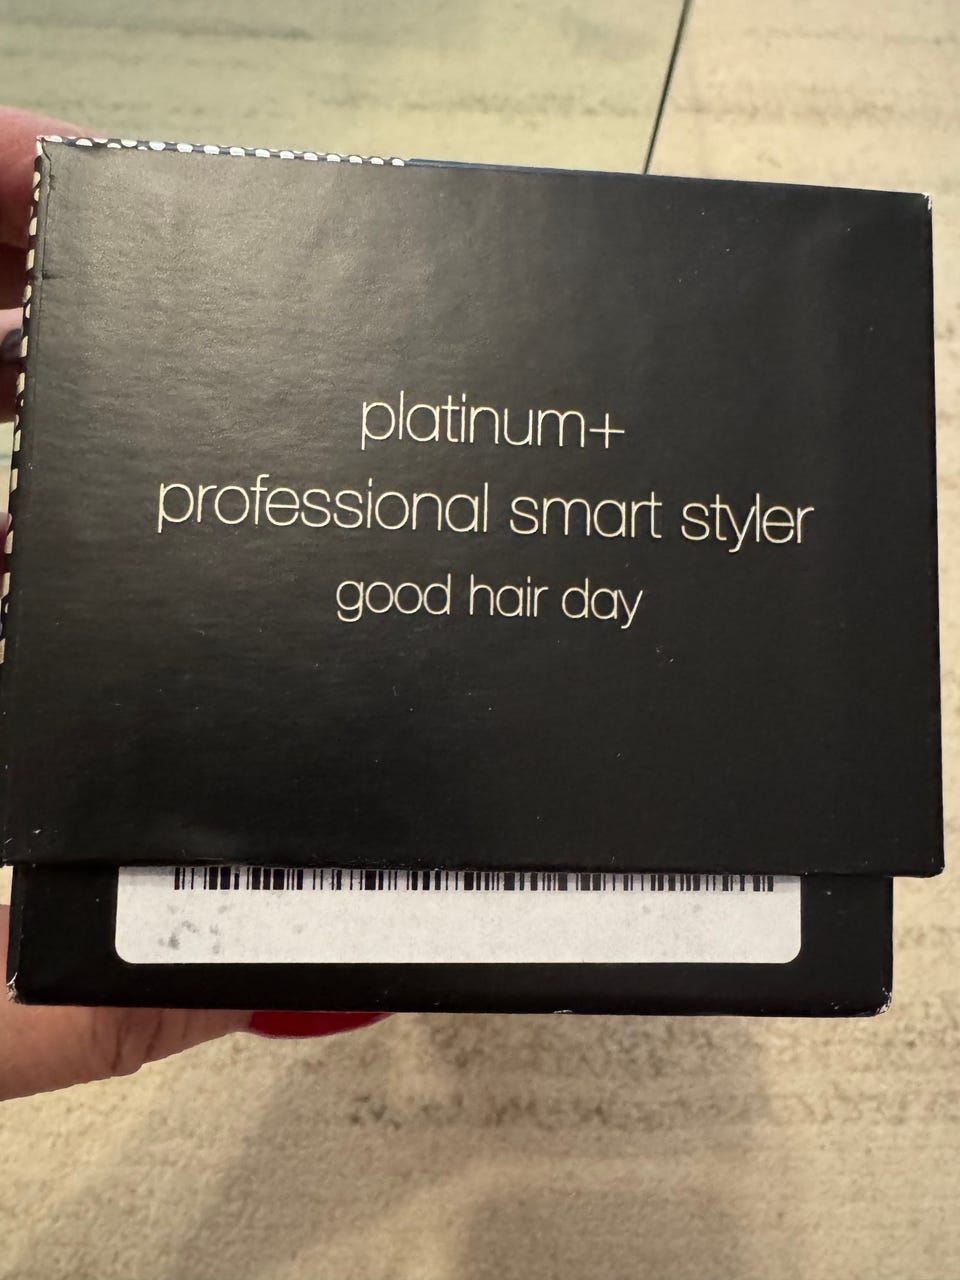 platinum+
professional smart styler
good hair day